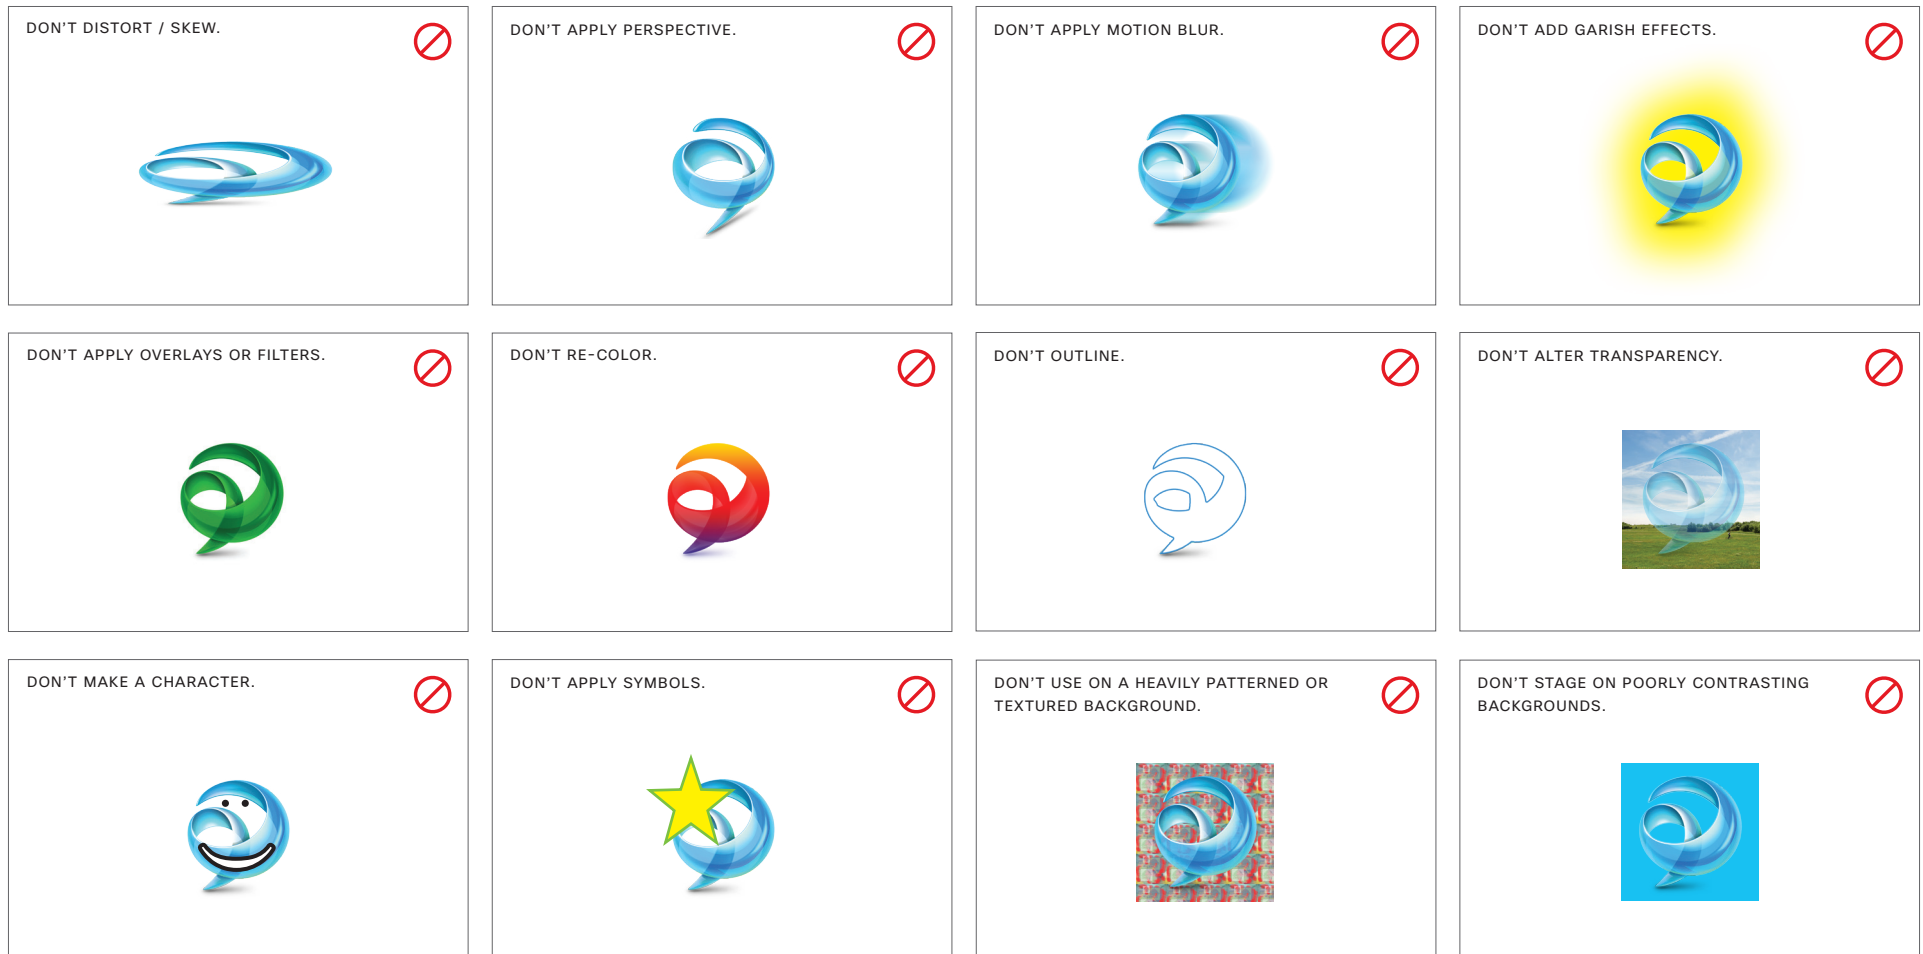 DON’T DISTORT / SKEW.
DON’T APPLY PERSPECTIVE.
DON’T APPLY MOTION BLUR.
DON’T ADD GARISH EFFECTS.
DON’T APPLY OVERLAYS OR FILTERS.
DON’T RE-COLOR.
DON’T OUTLINE.
DON’T ALTER TRANSPARENCY.
DON’T MAKE A CHARACTER.
DON’T APPLY SYMBOLS.
DON’T USE ON A HEAVILY PATTERNED OR
TEXTURED BACKGROUND.
DON’T STAGE ON POORLY CONTRASTING
BACKGROUNDS.